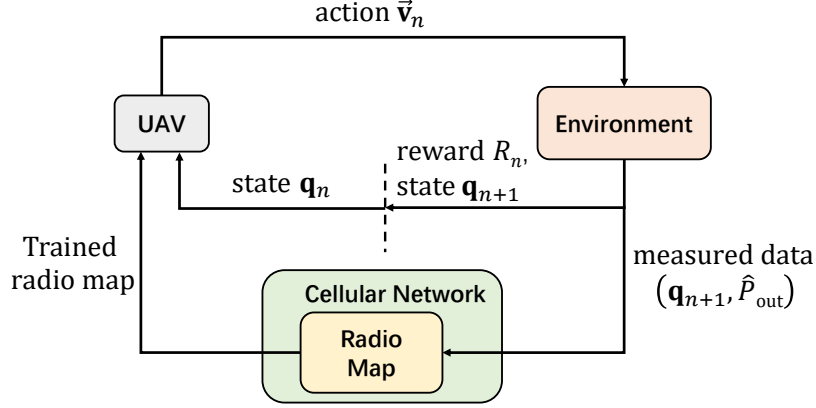 action v⃗ₙ
UAV
Environment
reward Rₙ,
state qₙ
state qₙ₊₁
Trained
radio map
measured data
(qₙ₊₁, P̂ₒᵤₜ)
Cellular Network
Radio
Map